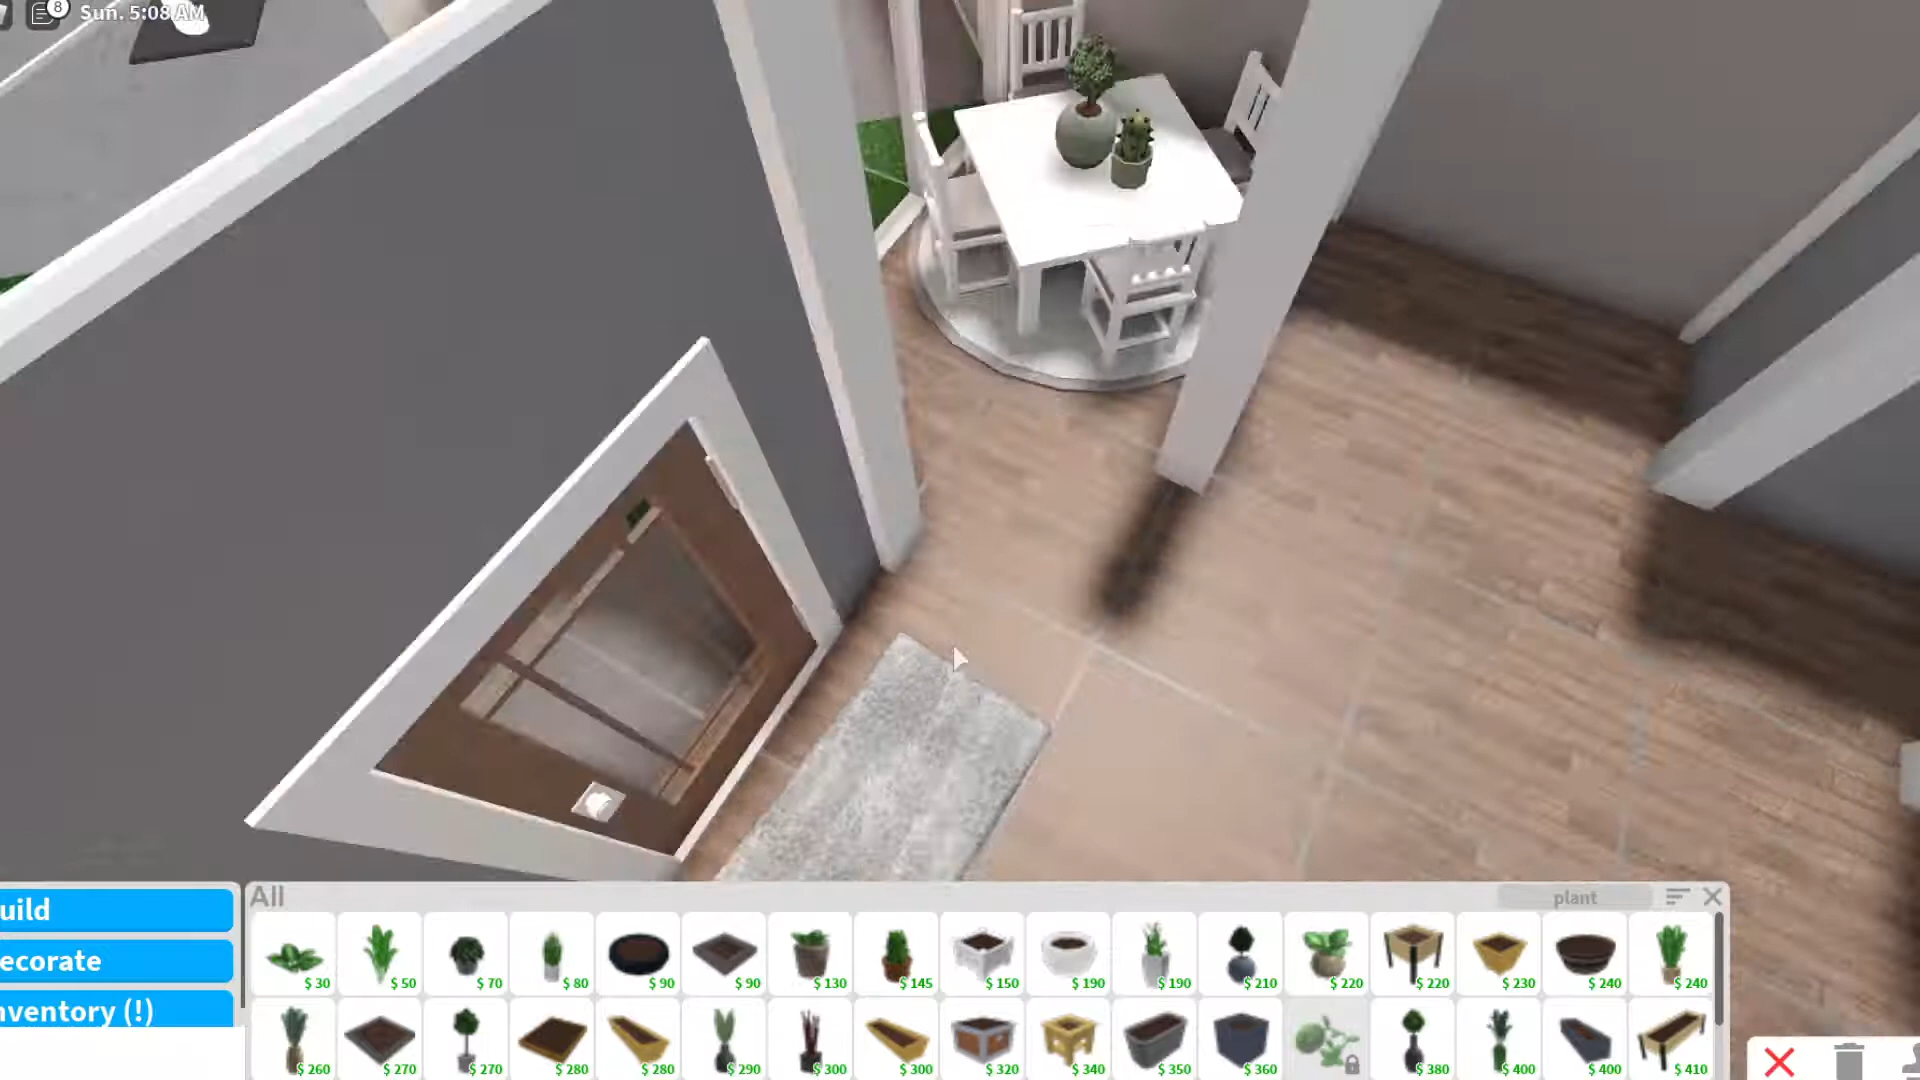 8 Sun. 5:08 AM
uild
ecorate
nventory (!)
All
plant
$ 30 $ 50 $ 70 $ 80 $ 90 $ 90 $ 130 $ 145 $ 150 $ 190 $ 190 $ 210 $ 220 $ 220 $ 230 $ 240 $ 240
$ 260 $ 270 $ 270 $ 280 $ 280 $ 290 $ 300 $ 300 $ 320 $ 340 $ 350 $ 360 $ 380 $ 400 $ 400 $ 410